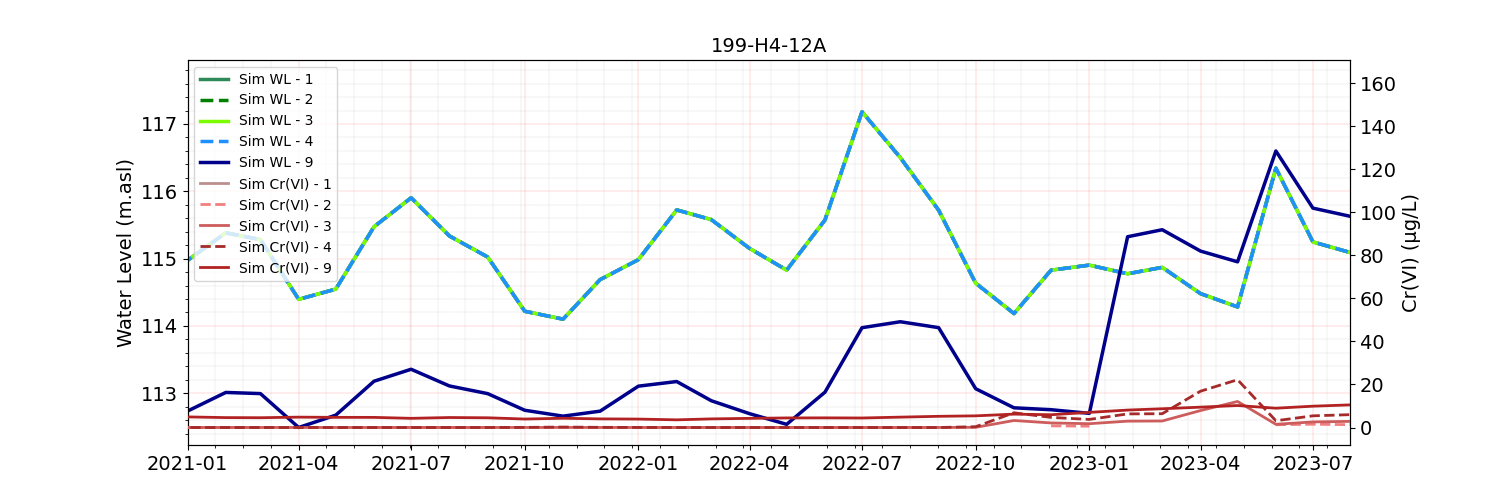 199-H4-12A
Sim WL - 1
Sim WL - 2
Sim WL - 3
Sim WL - 4
Sim WL - 9
Sim Cr(VI) - 1
Sim Cr(VI) - 2
Sim Cr(VI) - 3
Sim Cr(VI) - 4
Sim Cr(VI) - 9
Water Level (m.asl)
117
116
115
114
113
160
140
120
100
80
60
40
20
0
Cr(VI) (µg/L)
2021-01 2021-04 2021-07 2021-10 2022-01 2022-04 2022-07 2022-10 2023-01 2023-04 2023-07